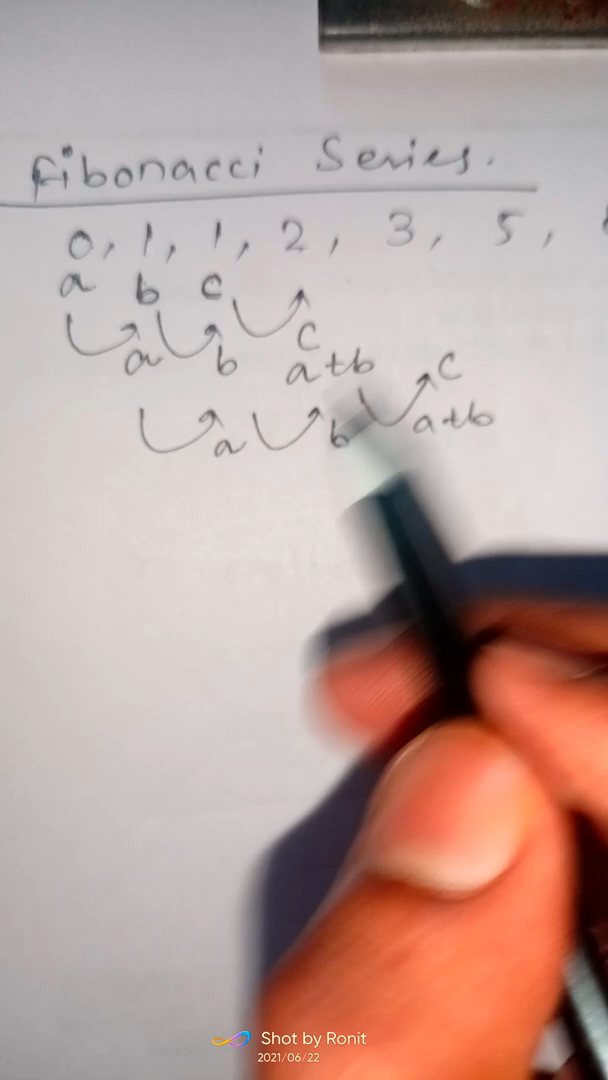 Fibonacci Series.
0, 1, 1, 2, 3, 5,
a b c
a b c
a+b c
a b a+b
Shot by Ronit
2021/06/22